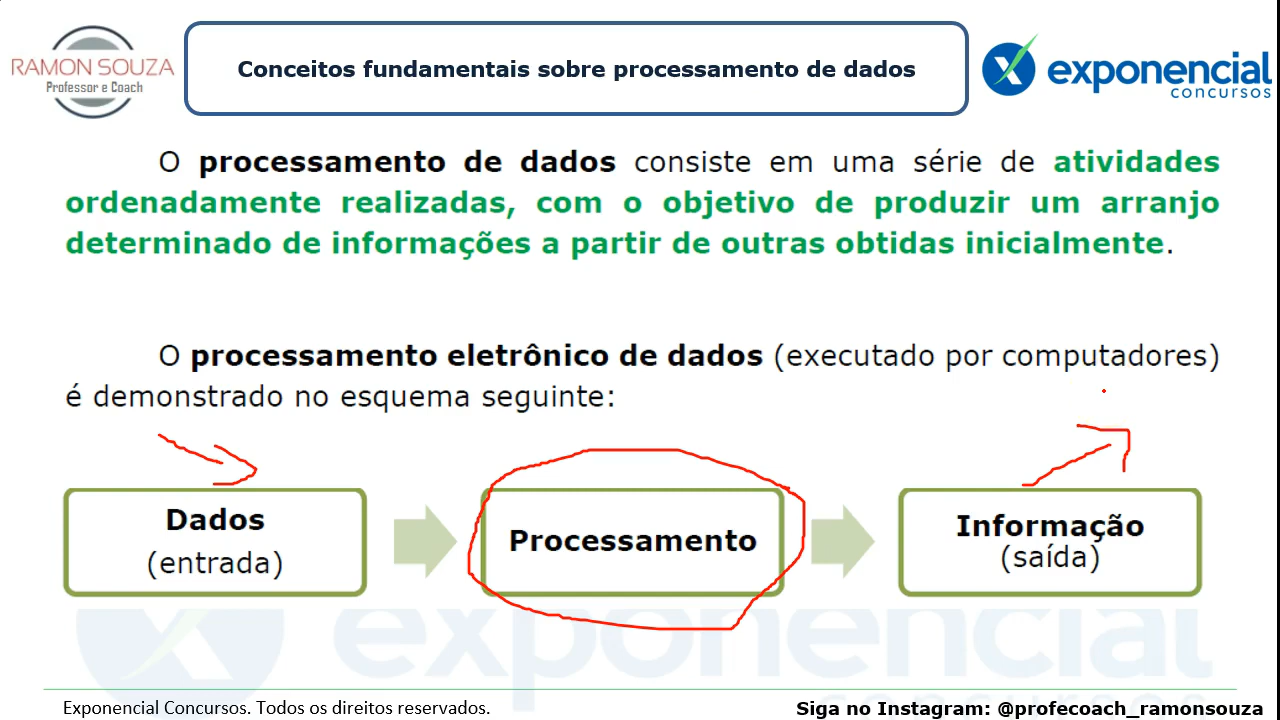 RAMON SOUZA
Professor e Coach
Conceitos fundamentais sobre processamento de dados
exponencial
concursos
O processamento de dados consiste em uma série de atividades
ordenadamente realizadas, com o objetivo de produzir um arranjo
determinado de informações a partir de outras obtidas inicialmente.
O processamento eletrônico de dados (executado por computadores)
é demonstrado no esquema seguinte:
Dados
(entrada)
Processamento
Informação
(saída)
exponencial
concursos
Exponencial Concursos. Todos os direitos reservados.
Siga no Instagram: @profecoach_ramonsouza